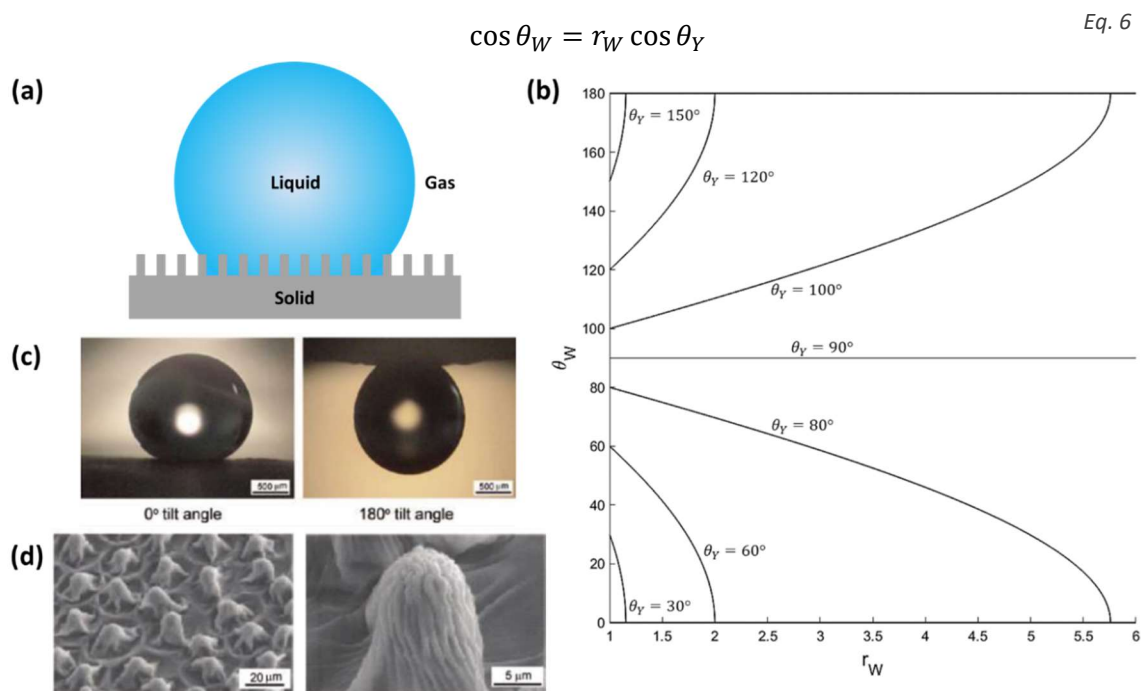 Eq. 6
cos θ_W = r_W cos θ_Y
(a)
Liquid
Gas
Solid
(b)
180
160
140
120
100
80
60
40
20
0
θ_W
θ_Y = 150°
θ_Y = 120°
θ_Y = 100°
θ_Y = 90°
θ_Y = 80°
θ_Y = 60°
θ_Y = 30°
1 1.5 2 2.5 3 3.5 4 4.5 5 5.5 6
r_W
(c)
500 μm
500 μm
0° tilt angle
180° tilt angle
(d)
20 μm
5 μm